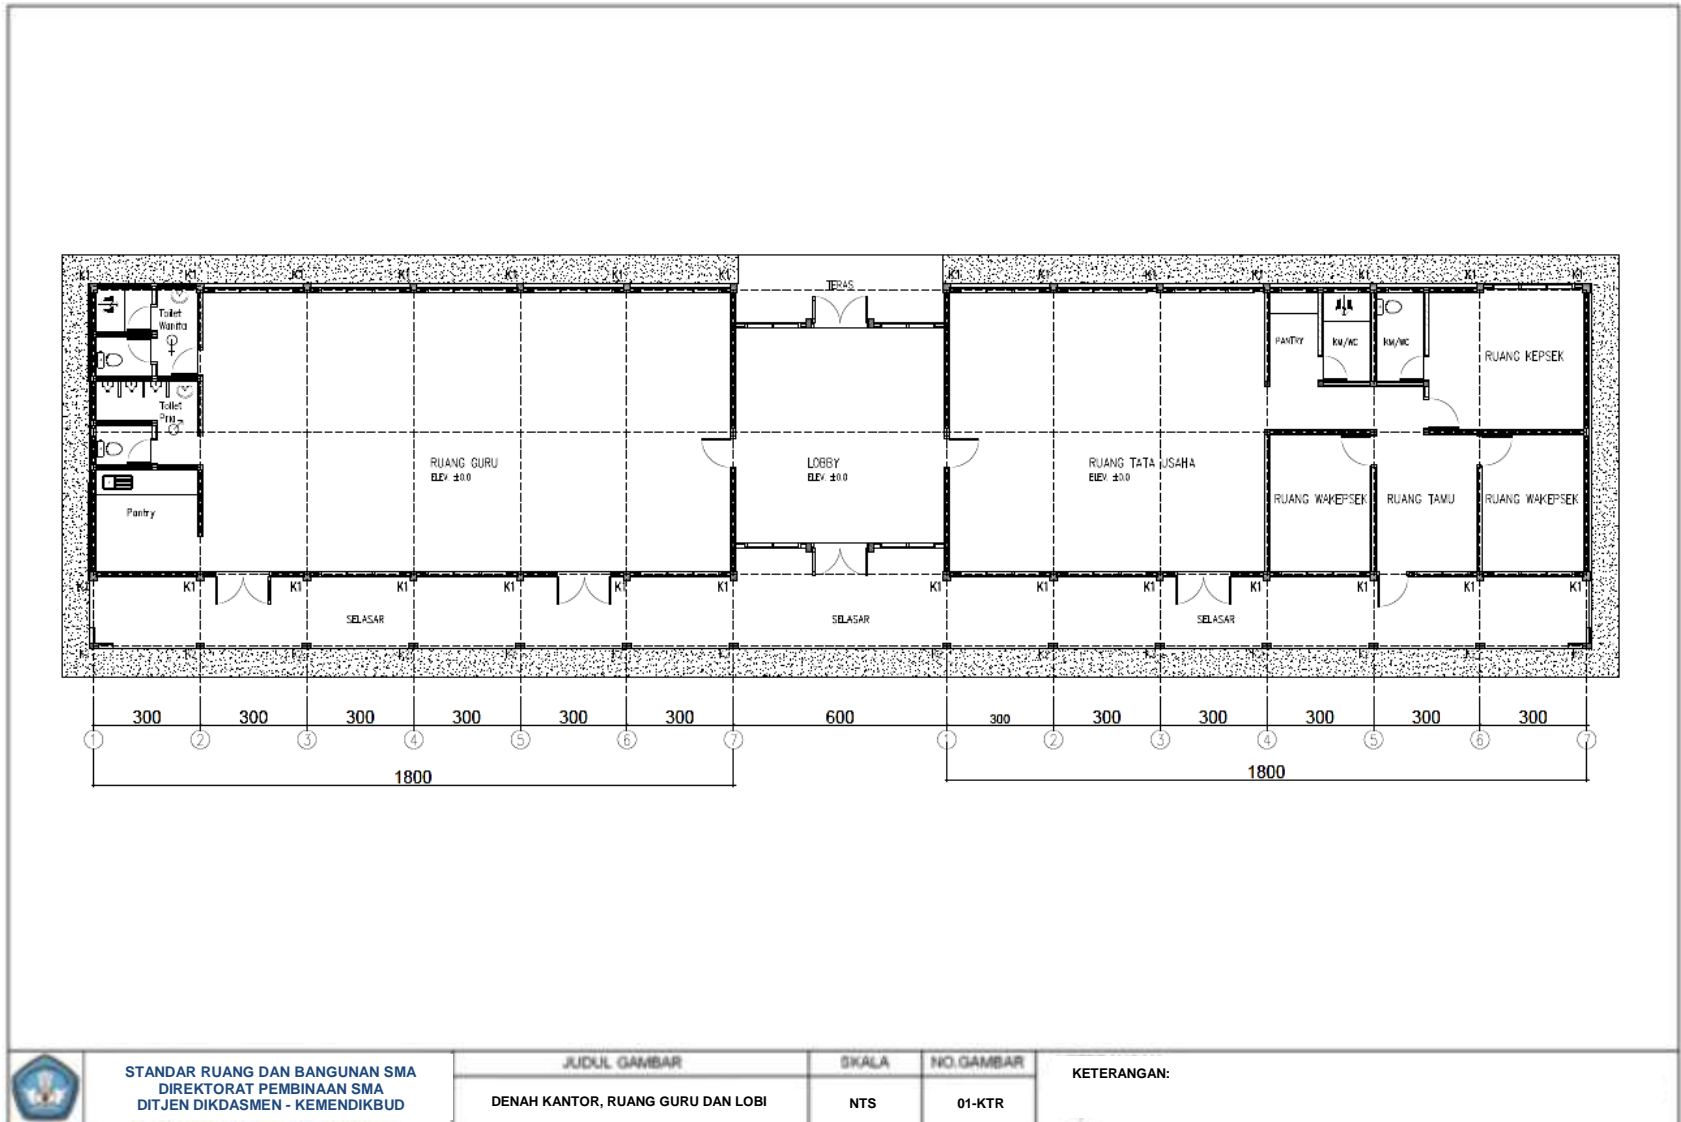 K1 K1 K1 K1 K1 K1 K1 K1 K1 K1 K1 K1 K1 K1
TERAS
Toilet
Wanita
PANTRY
KM/WC
KM/WC
RUANG KEPSEK
Toilet
Pria
RUANG GURU
ELEV. ±0.0
LOBBY
ELEV. ±0.0
RUANG TATA USAHA
ELEV. ±0.0
RUANG WAKEPSEK
RUANG TAMU
RUANG WAKEPSEK
Pantry
K1 K1 K1 K1 K1 K1 K1 K1 K1 K1 K1 K1 K1
SELASAR
SELASAR
SELASAR
300 300 300 300 300 300 600 300 300 300 300 300 300
1 2 3 4 5 6 7 1 2 3 4 5 6 7
1800
1800
STANDAR RUANG DAN BANGUNAN SMA
DIREKTORAT PEMBINAAN SMA
DITJEN DIKDASMEN - KEMENDIKBUD
JUDUL GAMBAR
DENAH KANTOR, RUANG GURU DAN LOBI
SKALA
NTS
NO.GAMBAR
01-KTR
KETERANGAN: